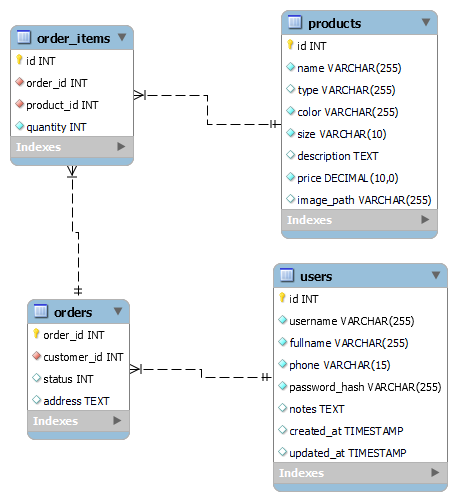 order_items
id INT
order_id INT
product_id INT
quantity INT
Indexes
products
id INT
name VARCHAR(255)
type VARCHAR(255)
color VARCHAR(255)
size VARCHAR(10)
description TEXT
price DECIMAL(10,0)
image_path VARCHAR(255)
Indexes
orders
order_id INT
customer_id INT
status INT
address TEXT
Indexes
users
id INT
username VARCHAR(255)
fullname VARCHAR(255)
phone VARCHAR(15)
password_hash VARCHAR(255)
notes TEXT
created_at TIMESTAMP
updated_at TIMESTAMP
Indexes